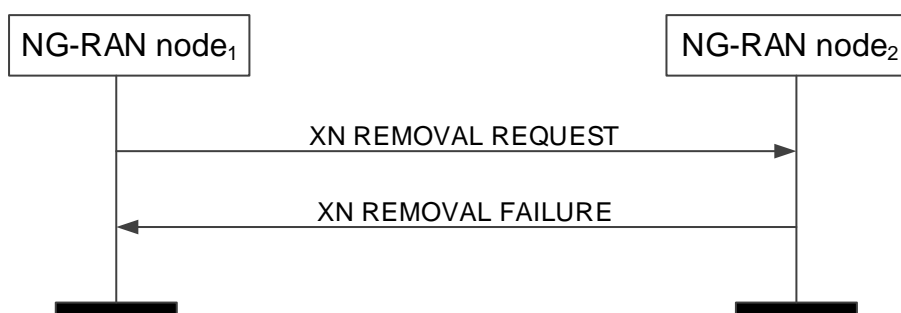 NG-RAN node₁
NG-RAN node₂
XN REMOVAL REQUEST
XN REMOVAL FAILURE